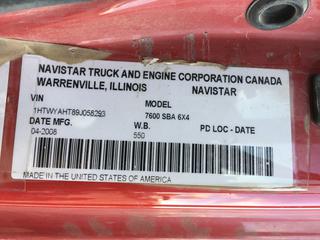 NAVISTAR TRUCK AND ENGINE CORPORATION CANADA
WARRENVILLE, ILLINOIS NAVISTAR
VIN MODEL
1HTWYAHT89J058293 7600 SBA 6X4
DATE MFG. W.B. PD LOC - DATE
04-2008 550
MADE IN THE UNITED STATES OF AMERICA